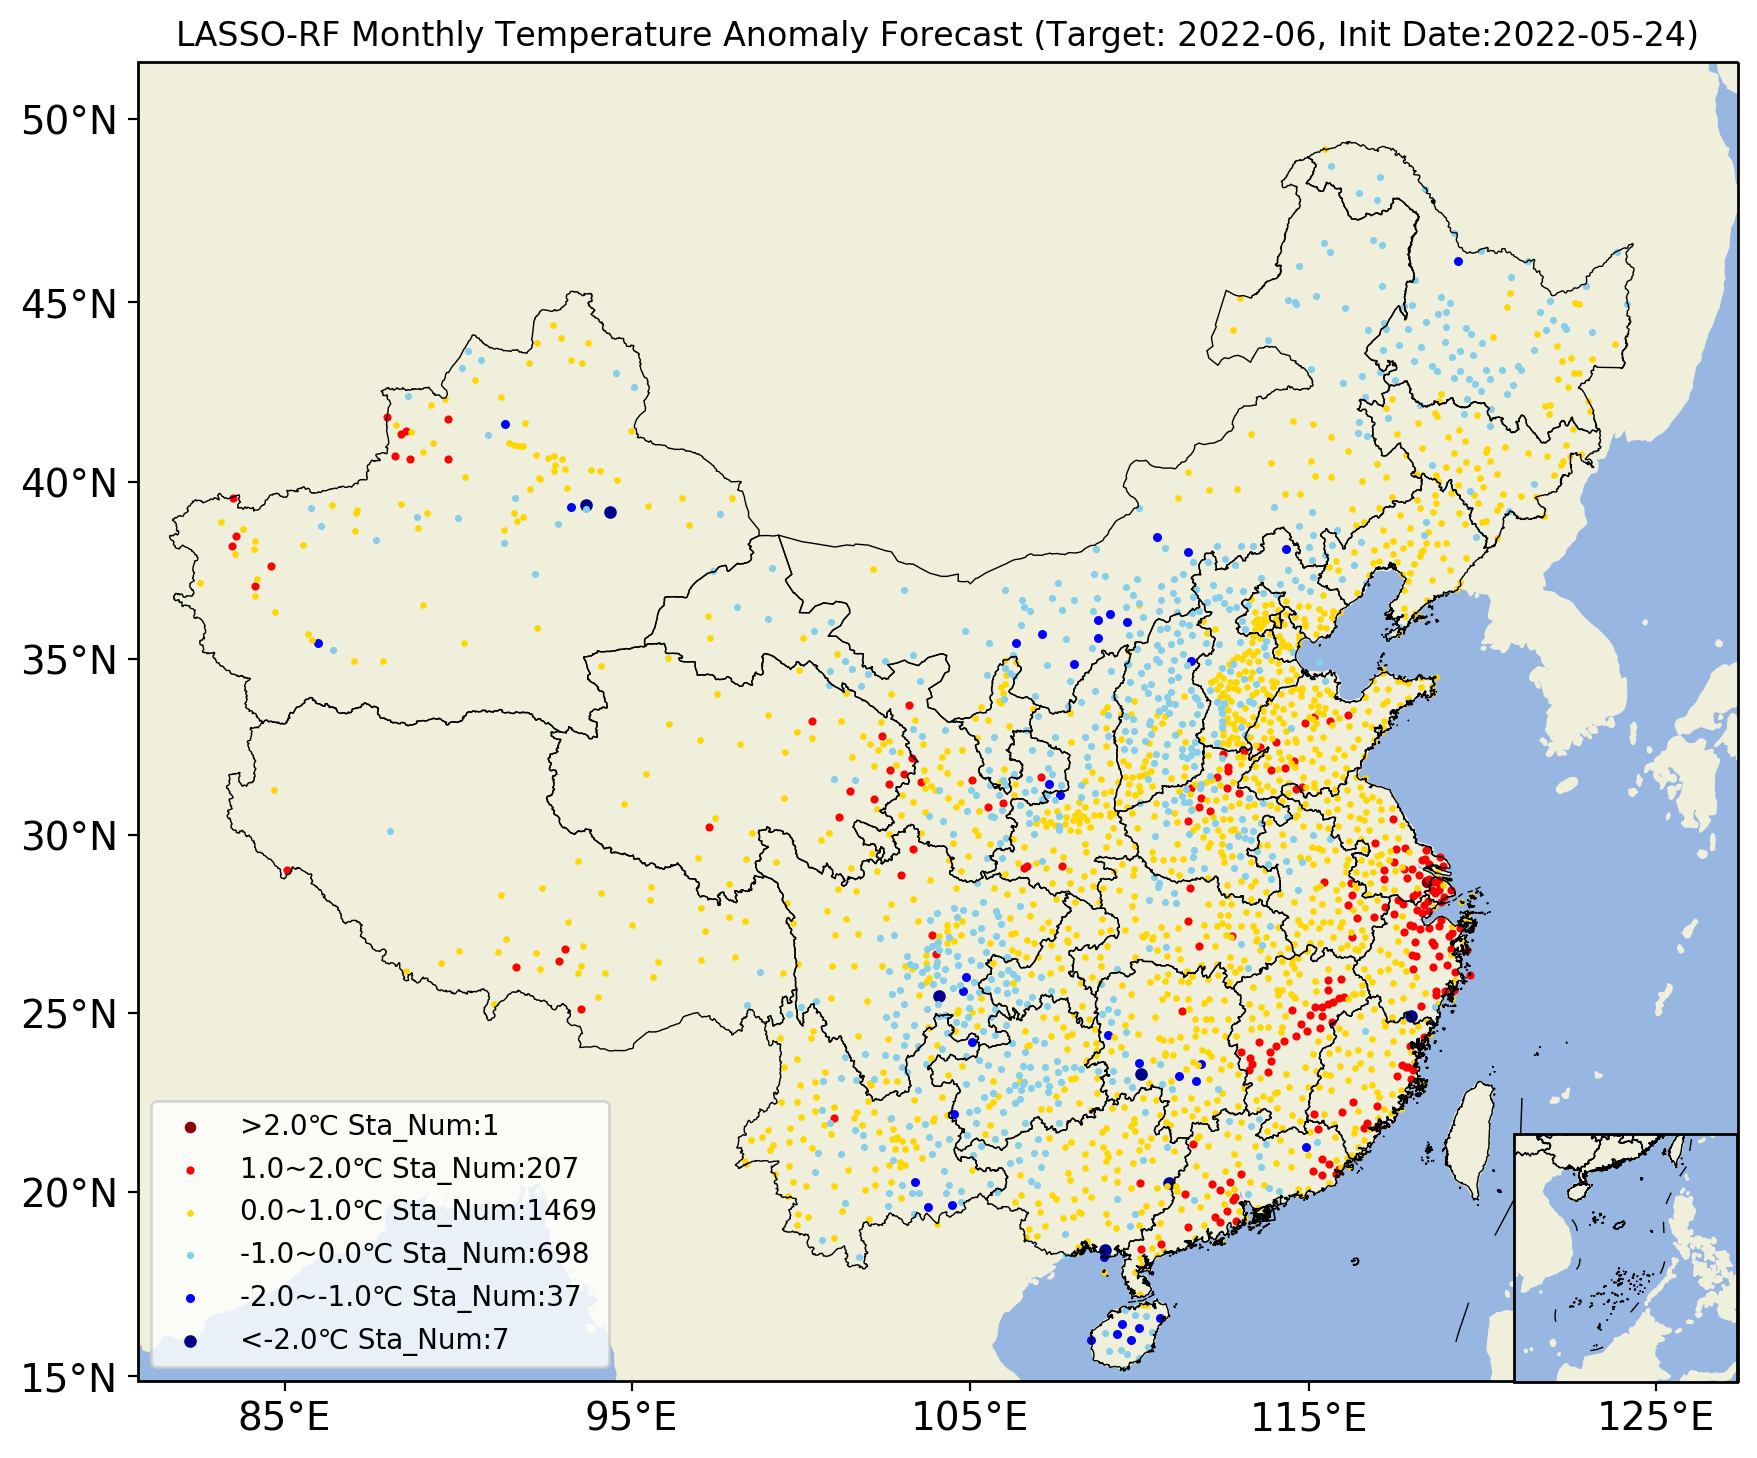 LASSO-RF Monthly Temperature Anomaly Forecast (Target: 2022-06, Init Date:2022-05-24)
50°N
45°N
40°N
35°N
30°N
25°N
20°N
15°N
>2.0℃ Sta_Num:1
1.0~2.0℃ Sta_Num:207
0.0~1.0℃ Sta_Num:1469
-1.0~0.0℃ Sta_Num:698
-2.0~-1.0℃ Sta_Num:37
<-2.0℃ Sta_Num:7
85°E
95°E
105°E
115°E
125°E